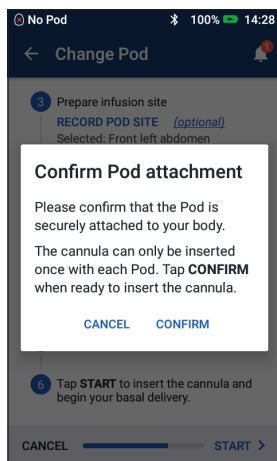 No Pod 100% 14:28
Change Pod 1
3 Prepare infusion site
RECORD POD SITE (optional)
Selected: Front left abdomen
Confirm Pod attachment
Please confirm that the Pod is
securely attached to your body.
The cannula can only be inserted
once with each Pod. Tap CONFIRM
when ready to insert the cannula.
CANCEL CONFIRM
6 Tap START to insert the cannula and
begin your basal delivery.
CANCEL START